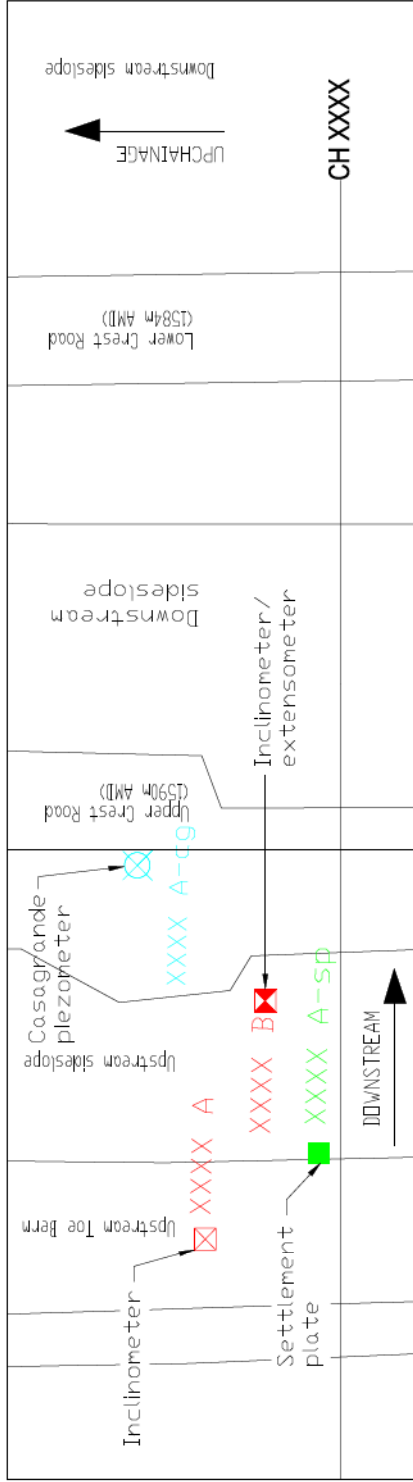 Casagrande
piezometer
Inclinometer
Settlement
plate
Inclinometer/
extensometer
XXXX A
XXXX B
XXXX A-cg
XXXX A-sp
Upstream Toe Berm
Upstream sideslope
Upper Crest Road
(1590m AMD)
Downstream
sideslope
Lower Crest Road
(1584m AMD)
Downstream sideslope
UPCHAINAGE
DOWNSTREAM
CH XXXX